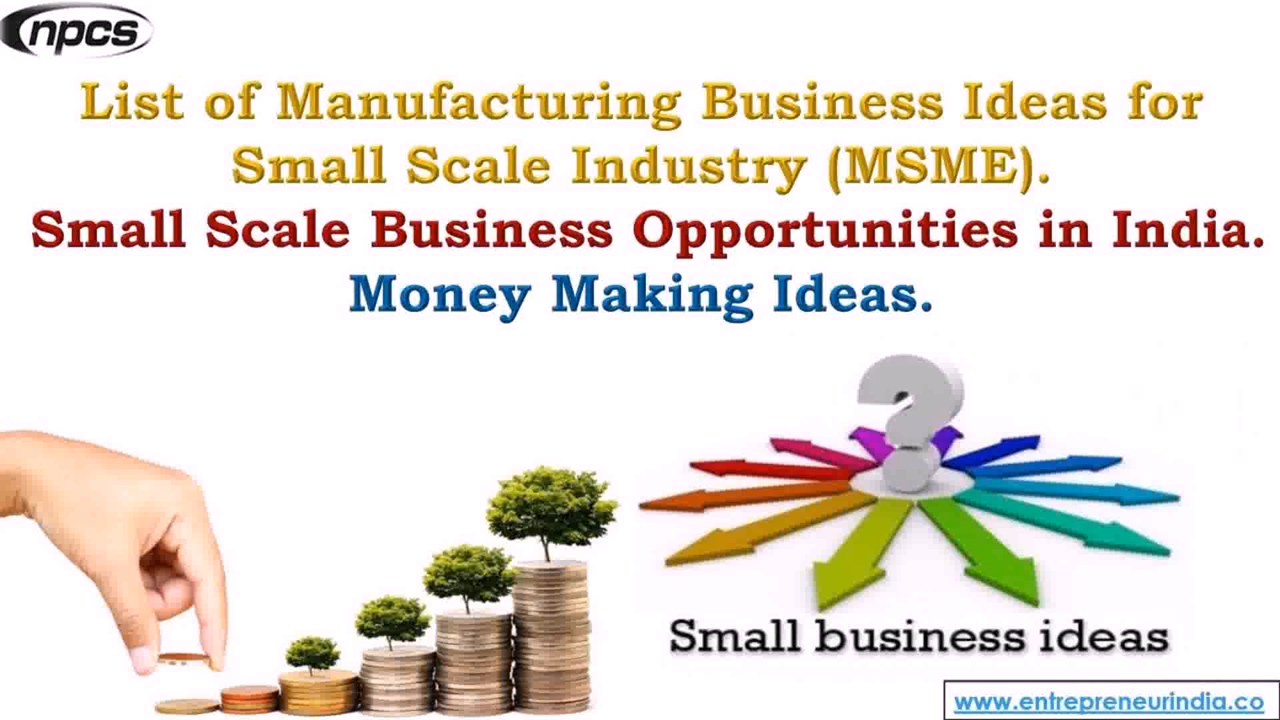 npcs
List of Manufacturing Business Ideas for
Small Scale Industry (MSME).
Small Scale Business Opportunities in India.
Money Making Ideas.
?
Small business ideas
www.entrepreneurindia.co